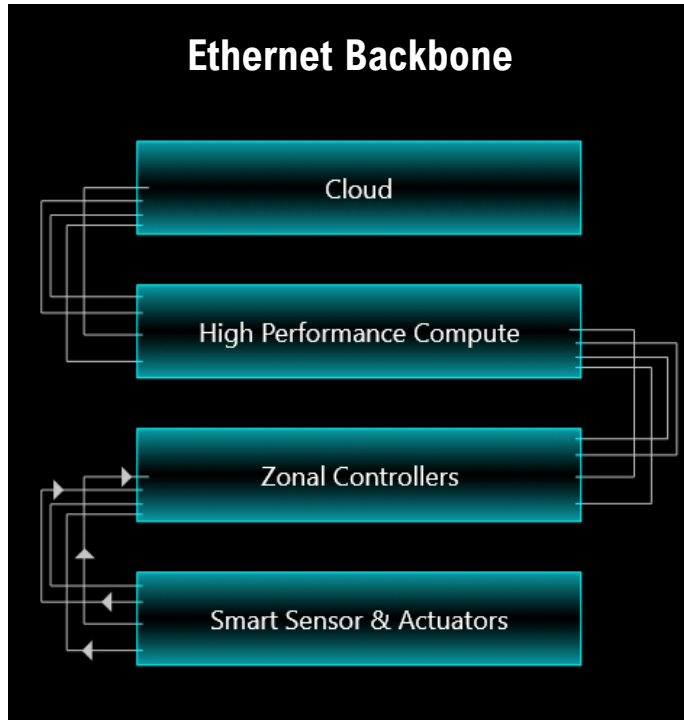 Ethernet Backbone
Cloud
High Performance Compute
Zonal Controllers
Smart Sensor & Actuators